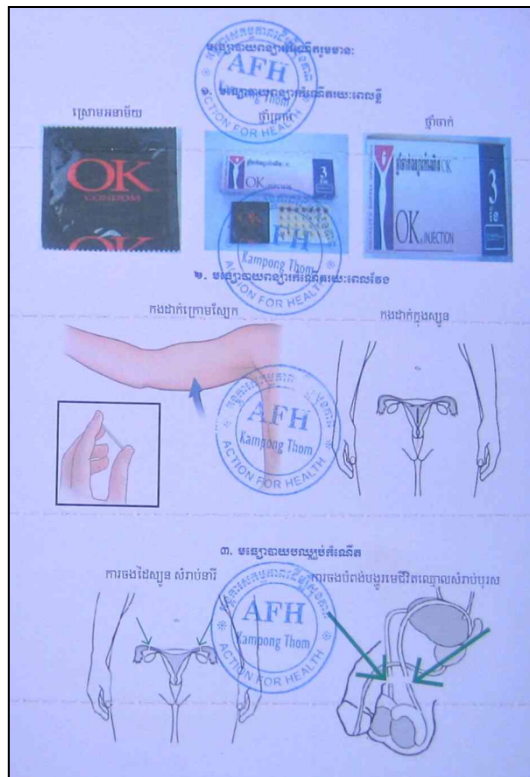 មធ្យោបាយពន្យារកំណើតរួមមាន:
១. មធ្យោបាយពន្យារកំណើតរយៈពេលខ្លី
ស្រោមអនាម័យ
ថ្នាំគ្រាប់
ថ្នាំចាក់
OK
CONDOM
OK
OK
3
ខែ
OK INJECTION
3
ខែ
២. មធ្យោបាយពន្យារកំណើតរយៈពេលវែង
កងដាក់ក្រោមស្បែក
កងដាក់ក្នុងស្បូន
៣. មធ្យោបាយបញ្ឈប់កំណើត
ការចងដៃស្បូន សំរាប់នារី
ការចងបំពង់បង្ហូរមេជីវិតឈ្មោលសំរាប់បុរស
AFH
ACTION FOR HEALTH
AFH
Kampong Thom
ACTION FOR HEALTH
AFH
Kampong Thom
ACTION FOR HEALTH
AFH
Kampong Thom
ACTION FOR HEALTH